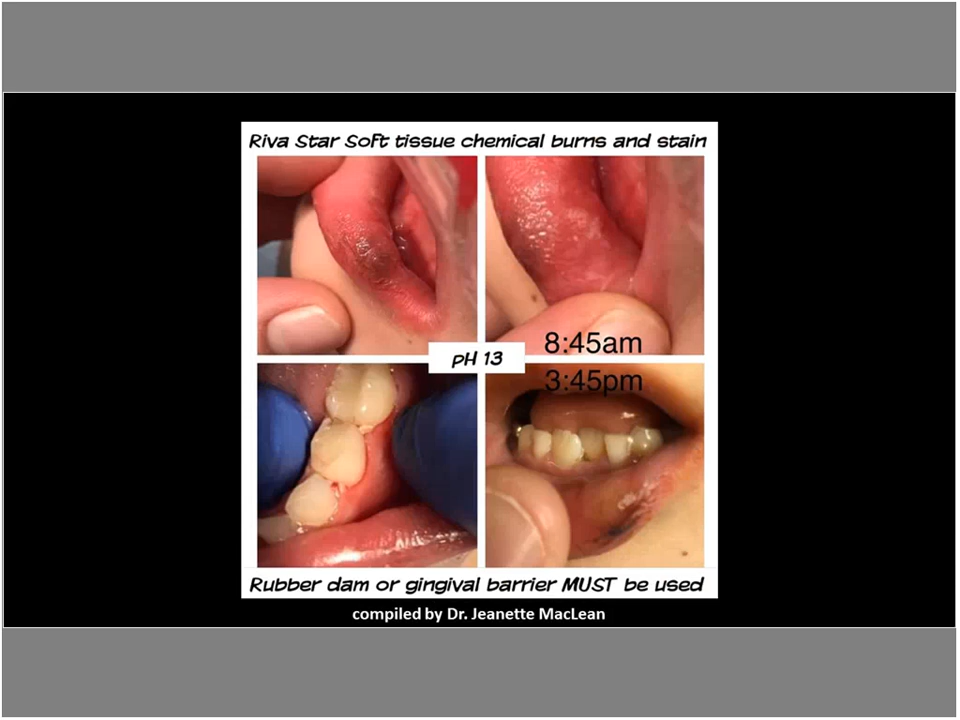 Riva Star Soft tissue chemical burns and stain
8:45am
pH 13
3:45pm
Rubber dam or gingival barrier MUST be used
compiled by Dr. Jeanette MacLean